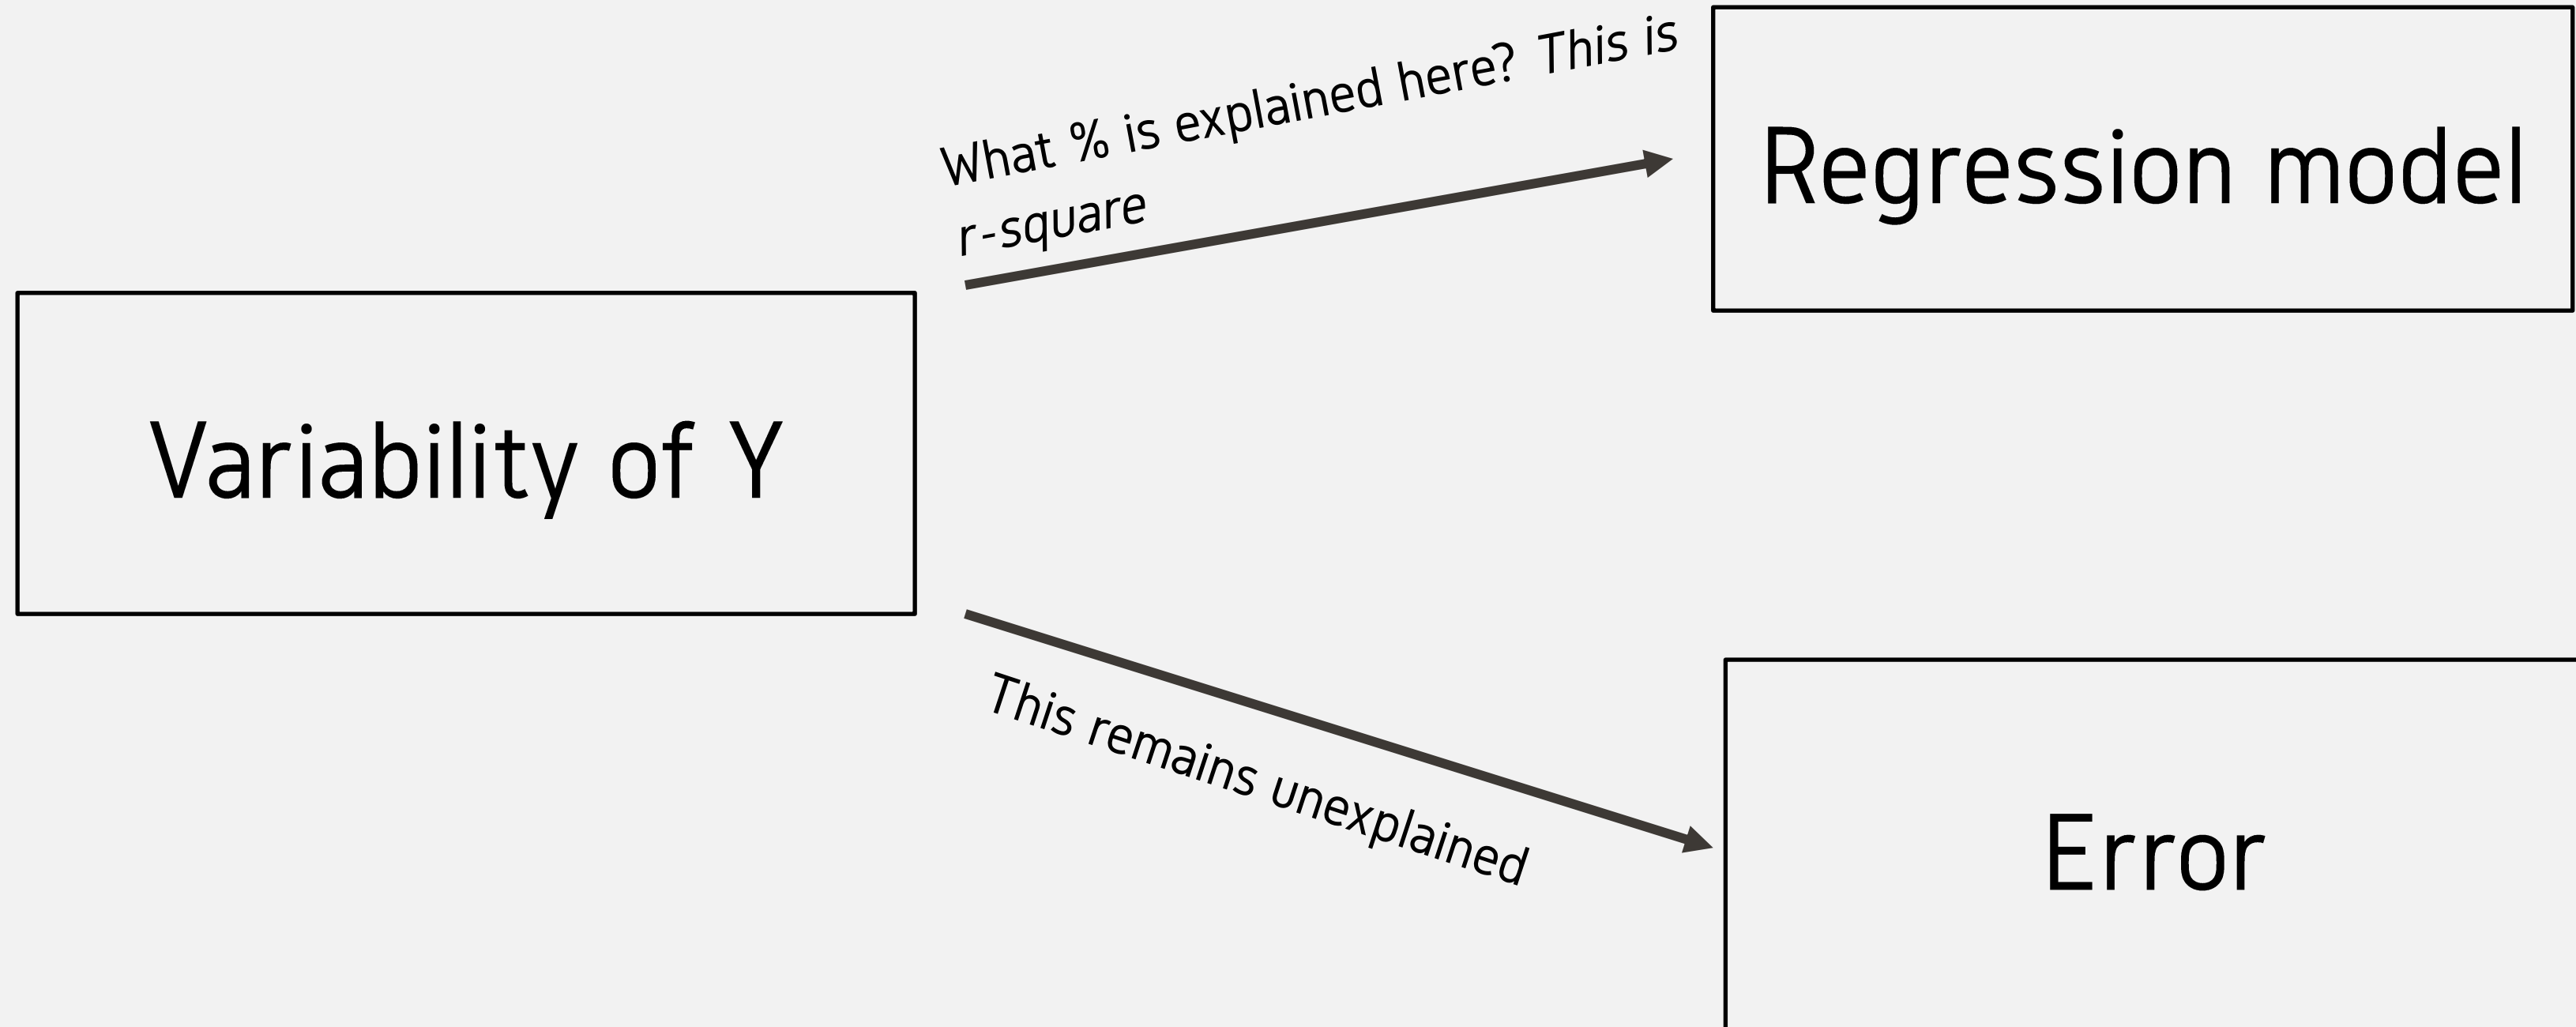 What % is explained here? This is
r-square
Regression model
Variability of Y
This remains unexplained
Error